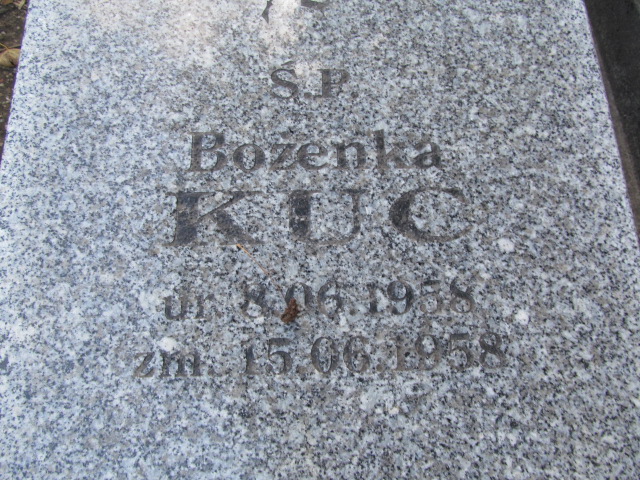 Ś.P.
Bożenka
KUC
ur. 8.06.1958
zm. 15.06.1958